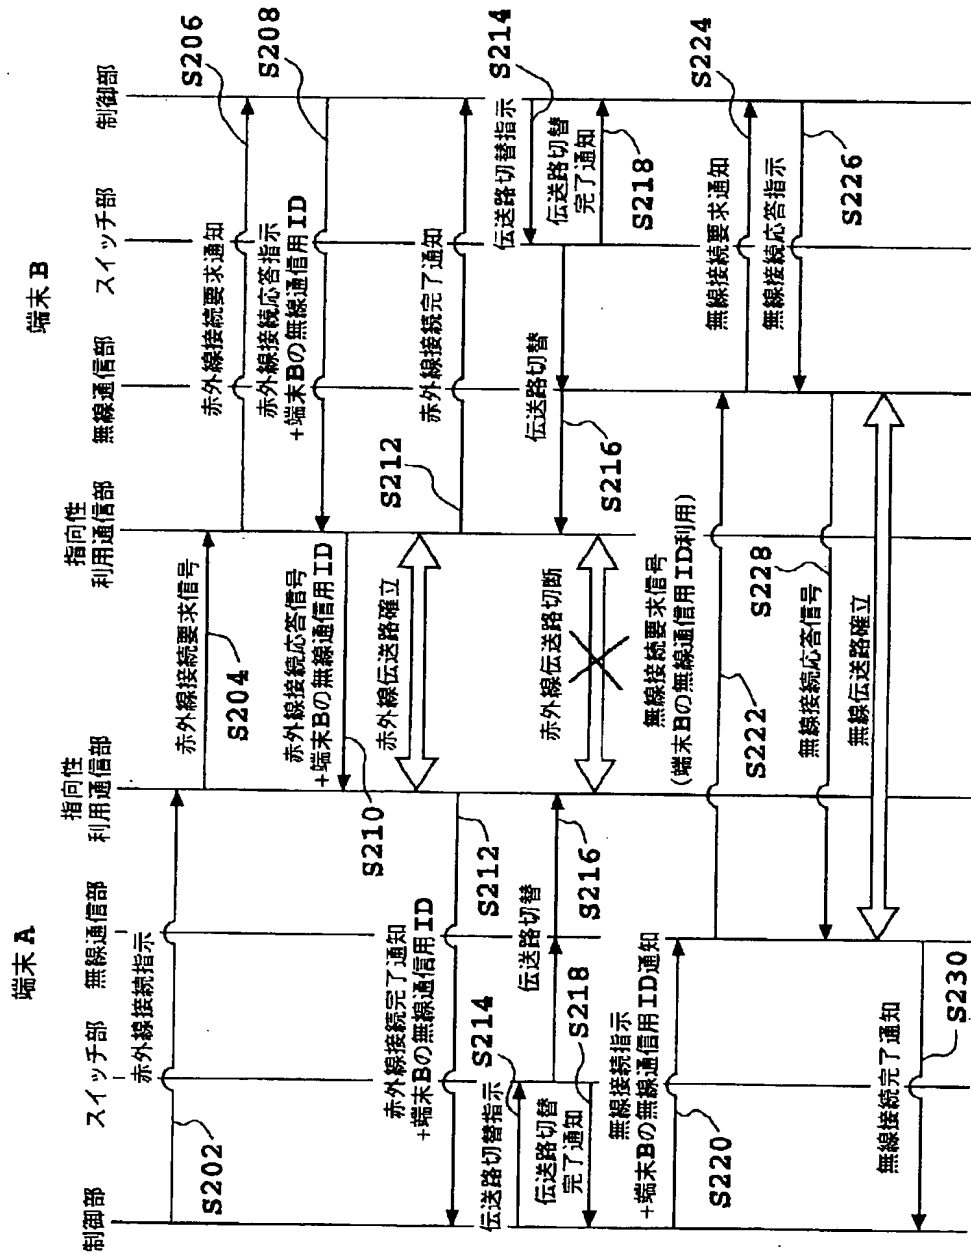 端末A
端末B
制御部
スイッチ部
無線通信部
指向性
利用通信部
指向性
利用通信部
無線通信部
スイッチ部
制御部
赤外線接続指示
S202
赤外線接続要求信号
S204
赤外線接続要求通知
S206
赤外線接続応答指示
+端末Bの無線通信用ID
S208
赤外線接続応答信号
+端末Bの無線通信用ID
S210
赤外線伝送路確立
赤外線接続完了通知
+端末Bの無線通信用ID
S212
赤外線接続完了通知
S212
伝送路切替指示
S214
伝送路切替指示
S214
伝送路切替
S216
伝送路切替
S216
赤外線伝送路切断
伝送路切替
完了通知
S218
伝送路切替
完了通知
S218
無線接続指示
+端末Bの無線通信用ID通知
S220
無線接続要求信号
(端末Bの無線通信用ID利用)
S222
無線接続要求通知
S224
無線接続応答指示
S226
無線接続応答信号
S228
無線伝送路確立
無線接続完了通知
S230